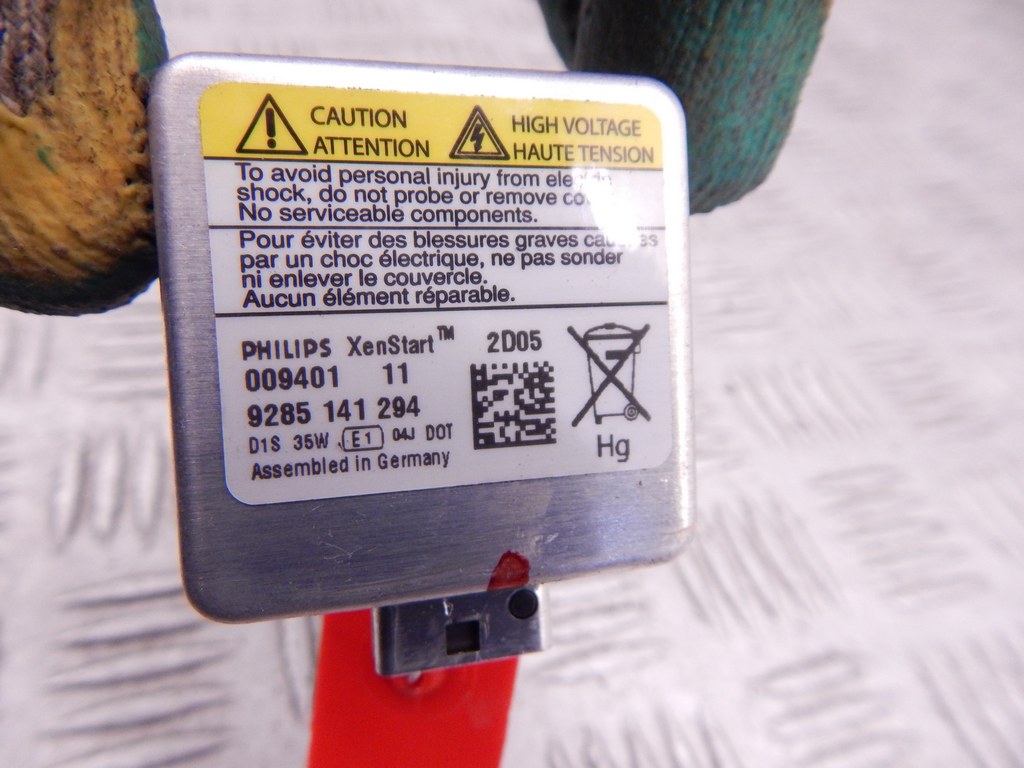 CAUTION
ATTENTION
HIGH VOLTAGE
HAUTE TENSION
To avoid personal injury from
shock, do not probe or remove
No serviceable components.
Pour éviter des blessures graves
par un choc électrique, ne pas sonder
ni enlever le couvercle.
Aucun élément réparable.
PHILIPS XenStart™
2D05
009401 11
9285 141 294
D1S 35W E1 04J DOT
Assembled in Germany
Hg